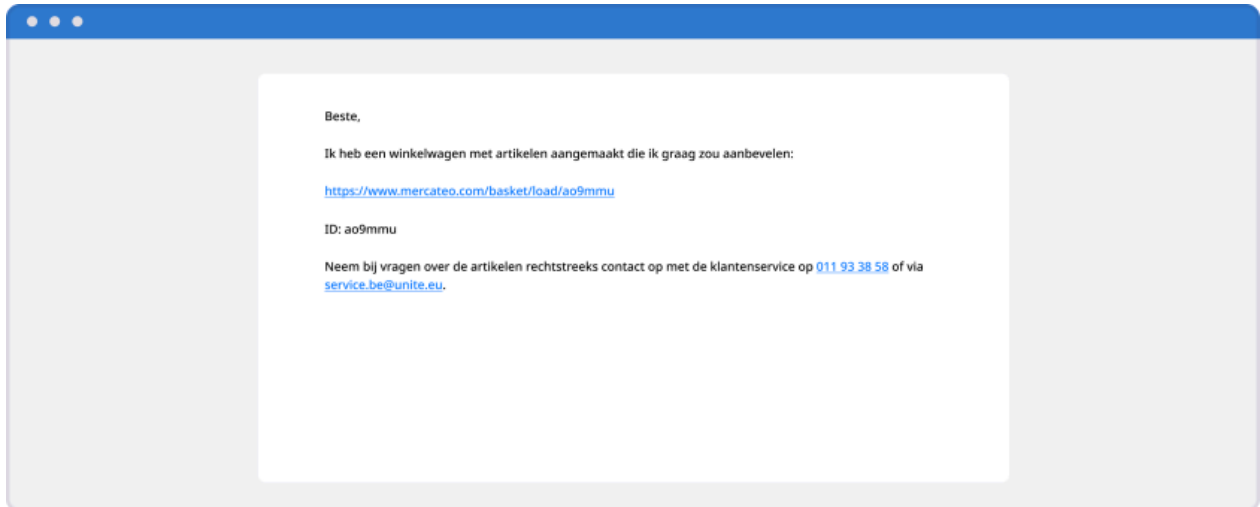 Beste,
Ik heb een winkelwagen met artikelen aangemaakt die ik graag zou aanbevelen:
https://www.mercateo.com/basket/load/ao9mmu
ID: ao9mmu
Neem bij vragen over de artikelen rechtstreeks contact op met de klantenservice op 011 93 38 58 of via
service.be@unite.eu.